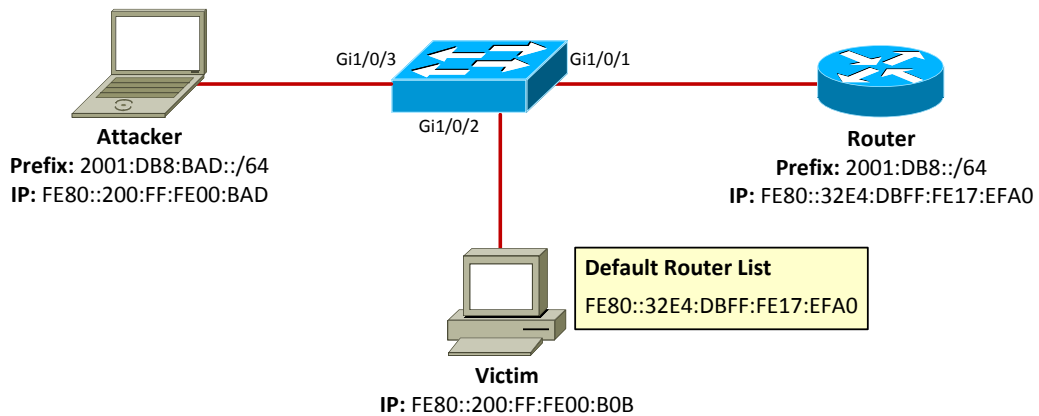 Gi1/0/3
Gi1/0/1
Gi1/0/2
Attacker
Prefix: 2001:DB8:BAD::/64
IP: FE80::200:FF:FE00:BAD
Router
Prefix: 2001:DB8::/64
IP: FE80::32E4:DBFF:FE17:EFA0
Default Router List
FE80::32E4:DBFF:FE17:EFA0
Victim
IP: FE80::200:FF:FE00:B0B